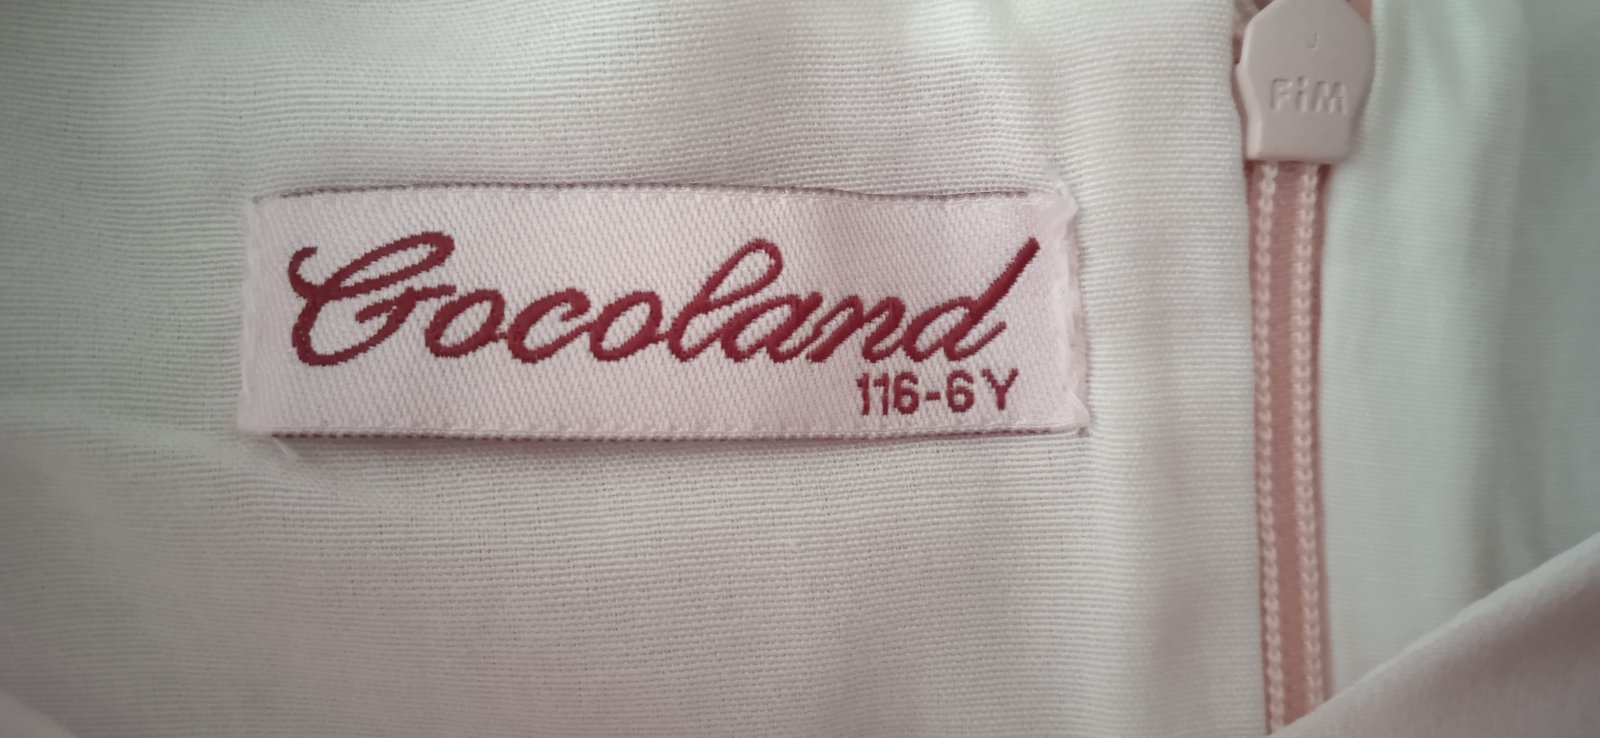 J
FiM
Cocoland
116-6Y